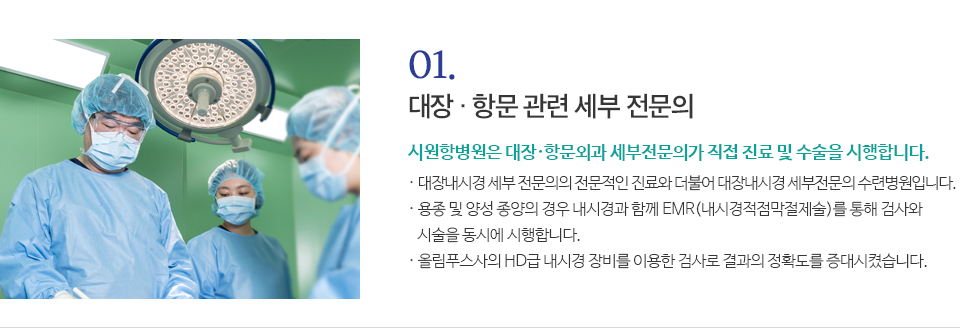 01.
대장 · 항문 관련 세부 전문의
시원항병원은 대장·항문외과 세부전문의가 직접 진료 및 수술을 시행합니다.
· 대장내시경 세부 전문의의 전문적인 진료와 더불어 대장내시경 세부전문의 수련병원입니다.
· 용종 및 양성 종양의 경우 내시경과 함께 EMR(내시경적점막절제술)를 통해 검사와
시술을 동시에 시행합니다.
· 올림푸스사의 HD급 내시경 장비를 이용한 검사로 결과의 정확도를 증대시켰습니다.